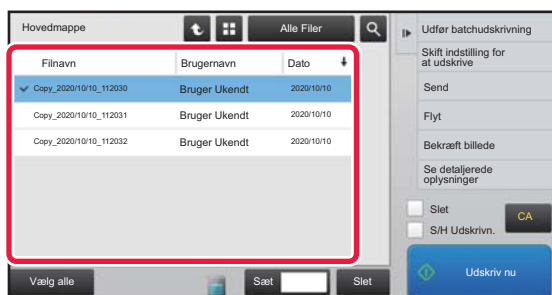 Hovedmappe
Alle Filer
Filnavn Brugernavn Dato
Copy_2020/10/10_112030 Bruger Ukendt 2020/10/10
Copy_2020/10/10_112031 Bruger Ukendt 2020/10/10
Copy_2020/10/10_112032 Bruger Ukendt 2020/10/10
Vælg alle
Sæt
Slet
Udfør batchudskrivning
Skift indstilling for
at udskrive
Send
Flyt
Bekræft billede
Se detaljerede
oplysninger
Slet
S/H Udskrivn.
CA
Udskriv nu